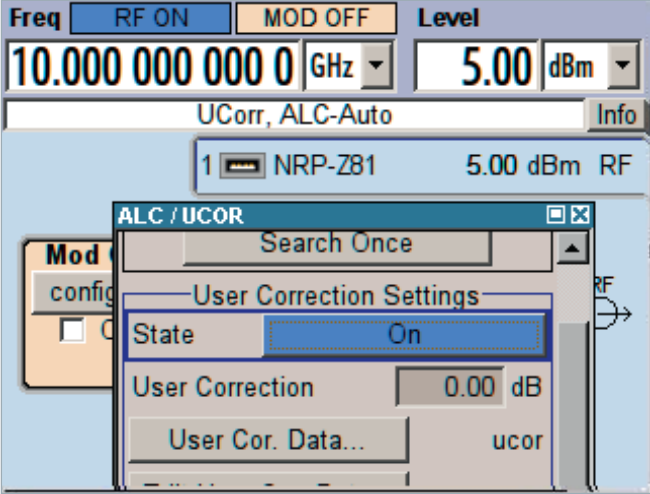 Freq RF ON MOD OFF Level
10.000 000 000 0 GHz 5.00 dBm
UCorr, ALC-Auto Info
1 NRP-Z81 5.00 dBm RF
ALC / UCOR
Search Once
Mod
config
User Correction Settings
RF
State On
User Correction 0.00 dB
User Cor. Data... ucor